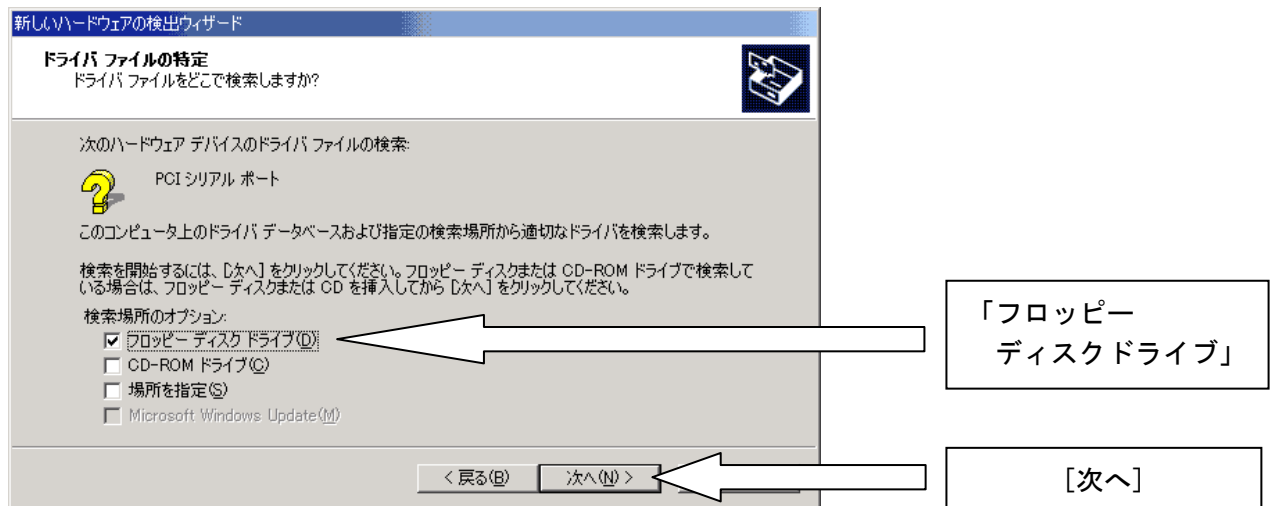 新しいハードウェアの検出ウィザード
ドライバ ファイルの特定
ドライバ ファイルをどこで検索しますか?
次のハードウェア デバイスのドライバ ファイルの検索:
PCI シリアル ポート
このコンピュータ上のドライバ データベースおよび指定の検索場所から適切なドライバを検索します。
検索を開始するには、[次へ] をクリックしてください。フロッピー ディスクまたは CD-ROM ドライブで検索して
いる場合は、フロッピー ディスクまたは CD を挿入してから [次へ] をクリックしてください。
検索場所のオプション:
フロッピー ディスク ドライブ(D)
CD-ROM ドライブ(C)
場所を指定(S)
Microsoft Windows Update(M)
< 戻る(B)
次へ(N) >
「フロッピー
ディスクドライブ」
[次へ]